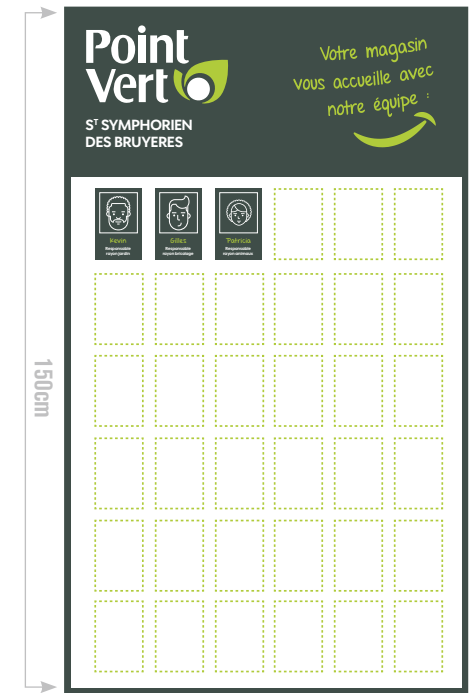 Point
Vert
Sᵀ SYMPHORIEN
DES BRUYERES
Votre magasin
vous accueille avec
notre équipe :
Kevin
Responsable
rayon jardin
Gilles
Responsable
rayon bricolage
Patricia
Responsable
rayon animaux
150cm